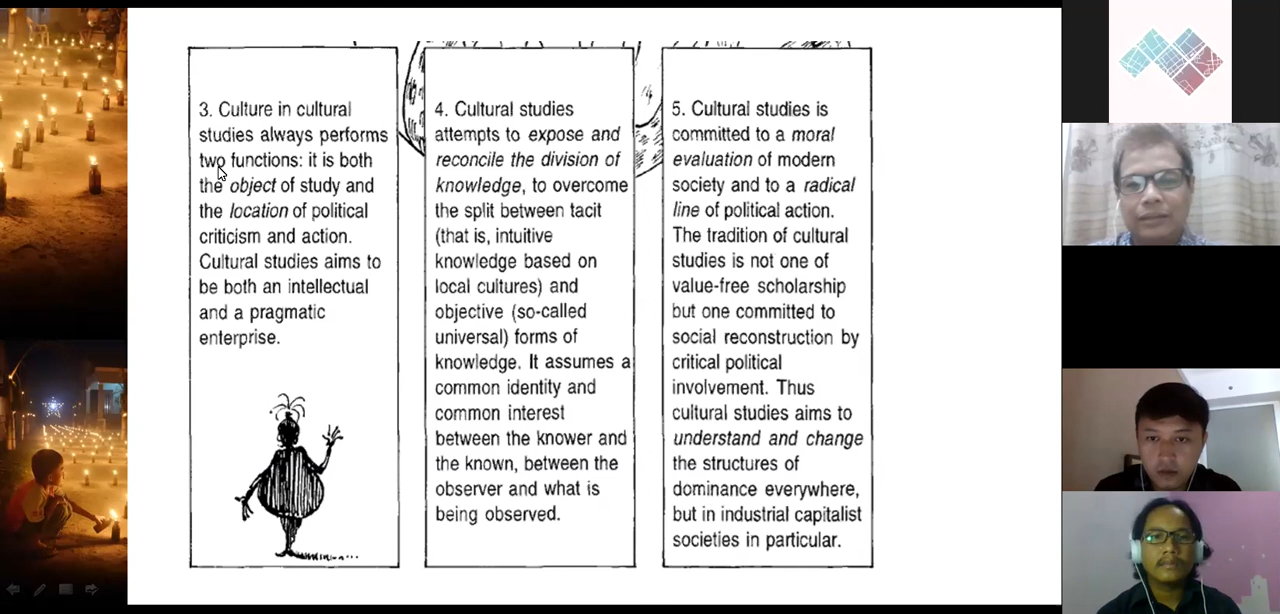 3. Culture in cultural
studies always performs
two functions: it is both
the object of study and
the location of political
criticism and action.
Cultural studies aims to
be both an intellectual
and a pragmatic
enterprise.
4. Cultural studies
attempts to expose and
reconcile the division of
knowledge, to overcome
the split between tacit
(that is, intuitive
knowledge based on
local cultures) and
objective (so-called
universal) forms of
knowledge. It assumes a
common identity and
common interest
between the knower and
the known, between the
observer and what is
being observed.
5. Cultural studies is
committed to a moral
evaluation of modern
society and to a radical
line of political action.
The tradition of cultural
studies is not one of
value-free scholarship
but one committed to
social reconstruction by
critical political
involvement. Thus
cultural studies aims to
understand and change
the structures of
dominance everywhere,
but in industrial capitalist
societies in particular.